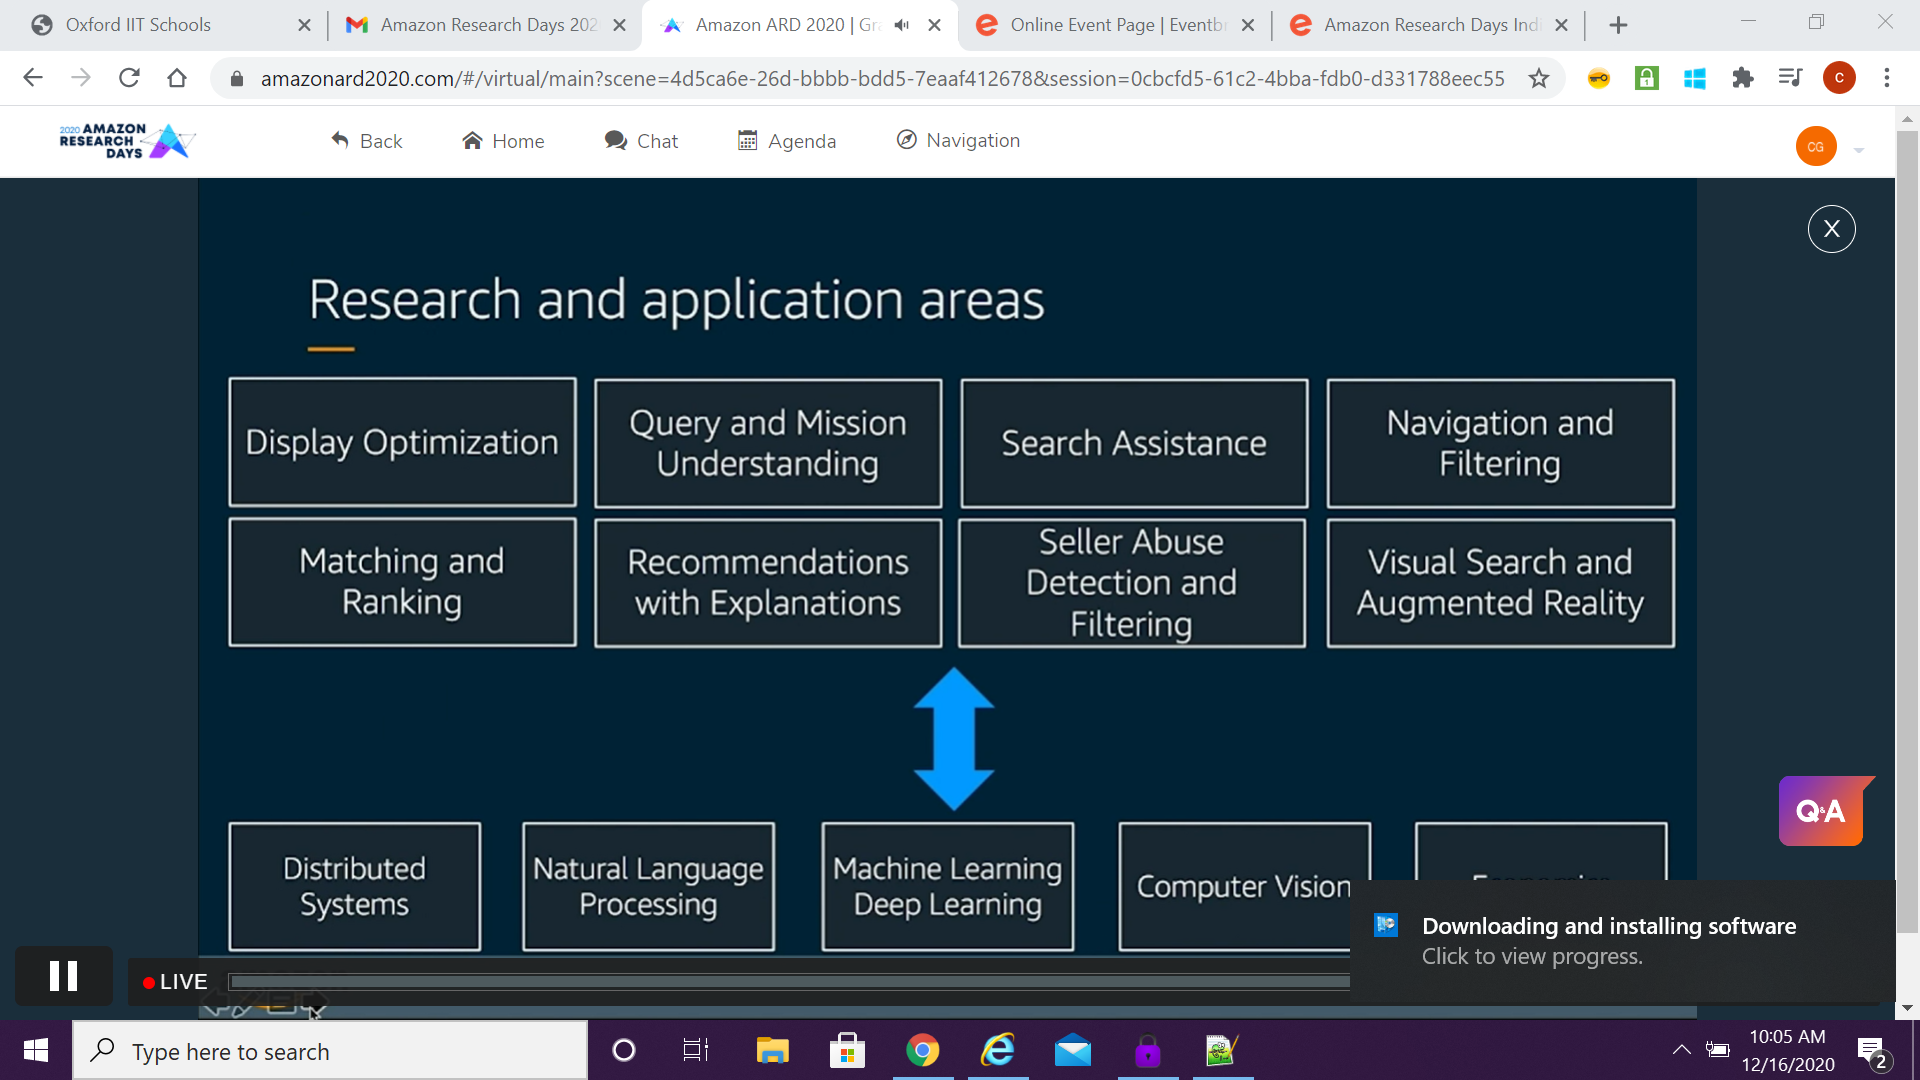 Oxford IIT Schools
Amazon Research Days 202
Amazon ARD 2020 | Gr
Online Event Page | Eventb
Amazon Research Days Ind
amazonard2020.com/#/virtual/main?scene=4d5ca6e-26d-bbbb-bdd5-7eaaf412678&session=0cbcfd5-61c2-4bba-fdb0-d331788eec55
C
2020 AMAZON
RESEARCH
DAYS
Back
Home
Chat
Agenda
Navigation
CG
X
Research and application areas
Display Optimization
Query and Mission
Understanding
Search Assistance
Navigation and
Filtering
Matching and
Ranking
Recommendations
with Explanations
Seller Abuse
Detection and
Filtering
Visual Search and
Augmented Reality
Q&A
Distributed
Systems
Natural Language
Processing
Machine Learning
Deep Learning
Computer Vision
Downloading and installing software
Click to view progress.
LIVE
Type here to search
10:05 AM
12/16/2020
2